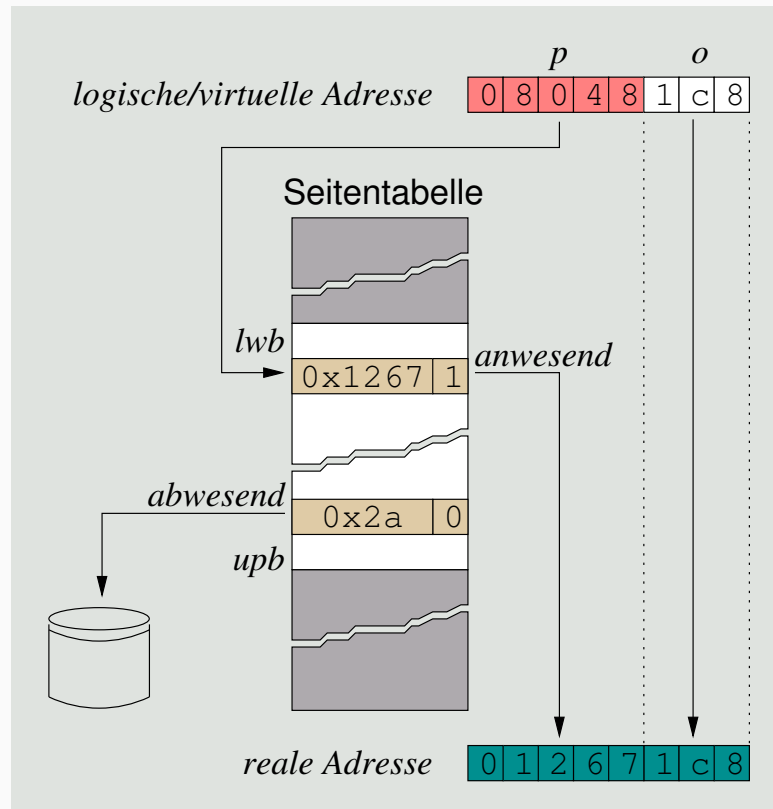 p o
logische/virtuelle Adresse 0 8 0 4 8 1 c 8
Seitentabelle
lwb
0x1267 1 anwesend
abwesend
0x2a 0
upb
reale Adresse 0 1 2 6 7 1 c 8